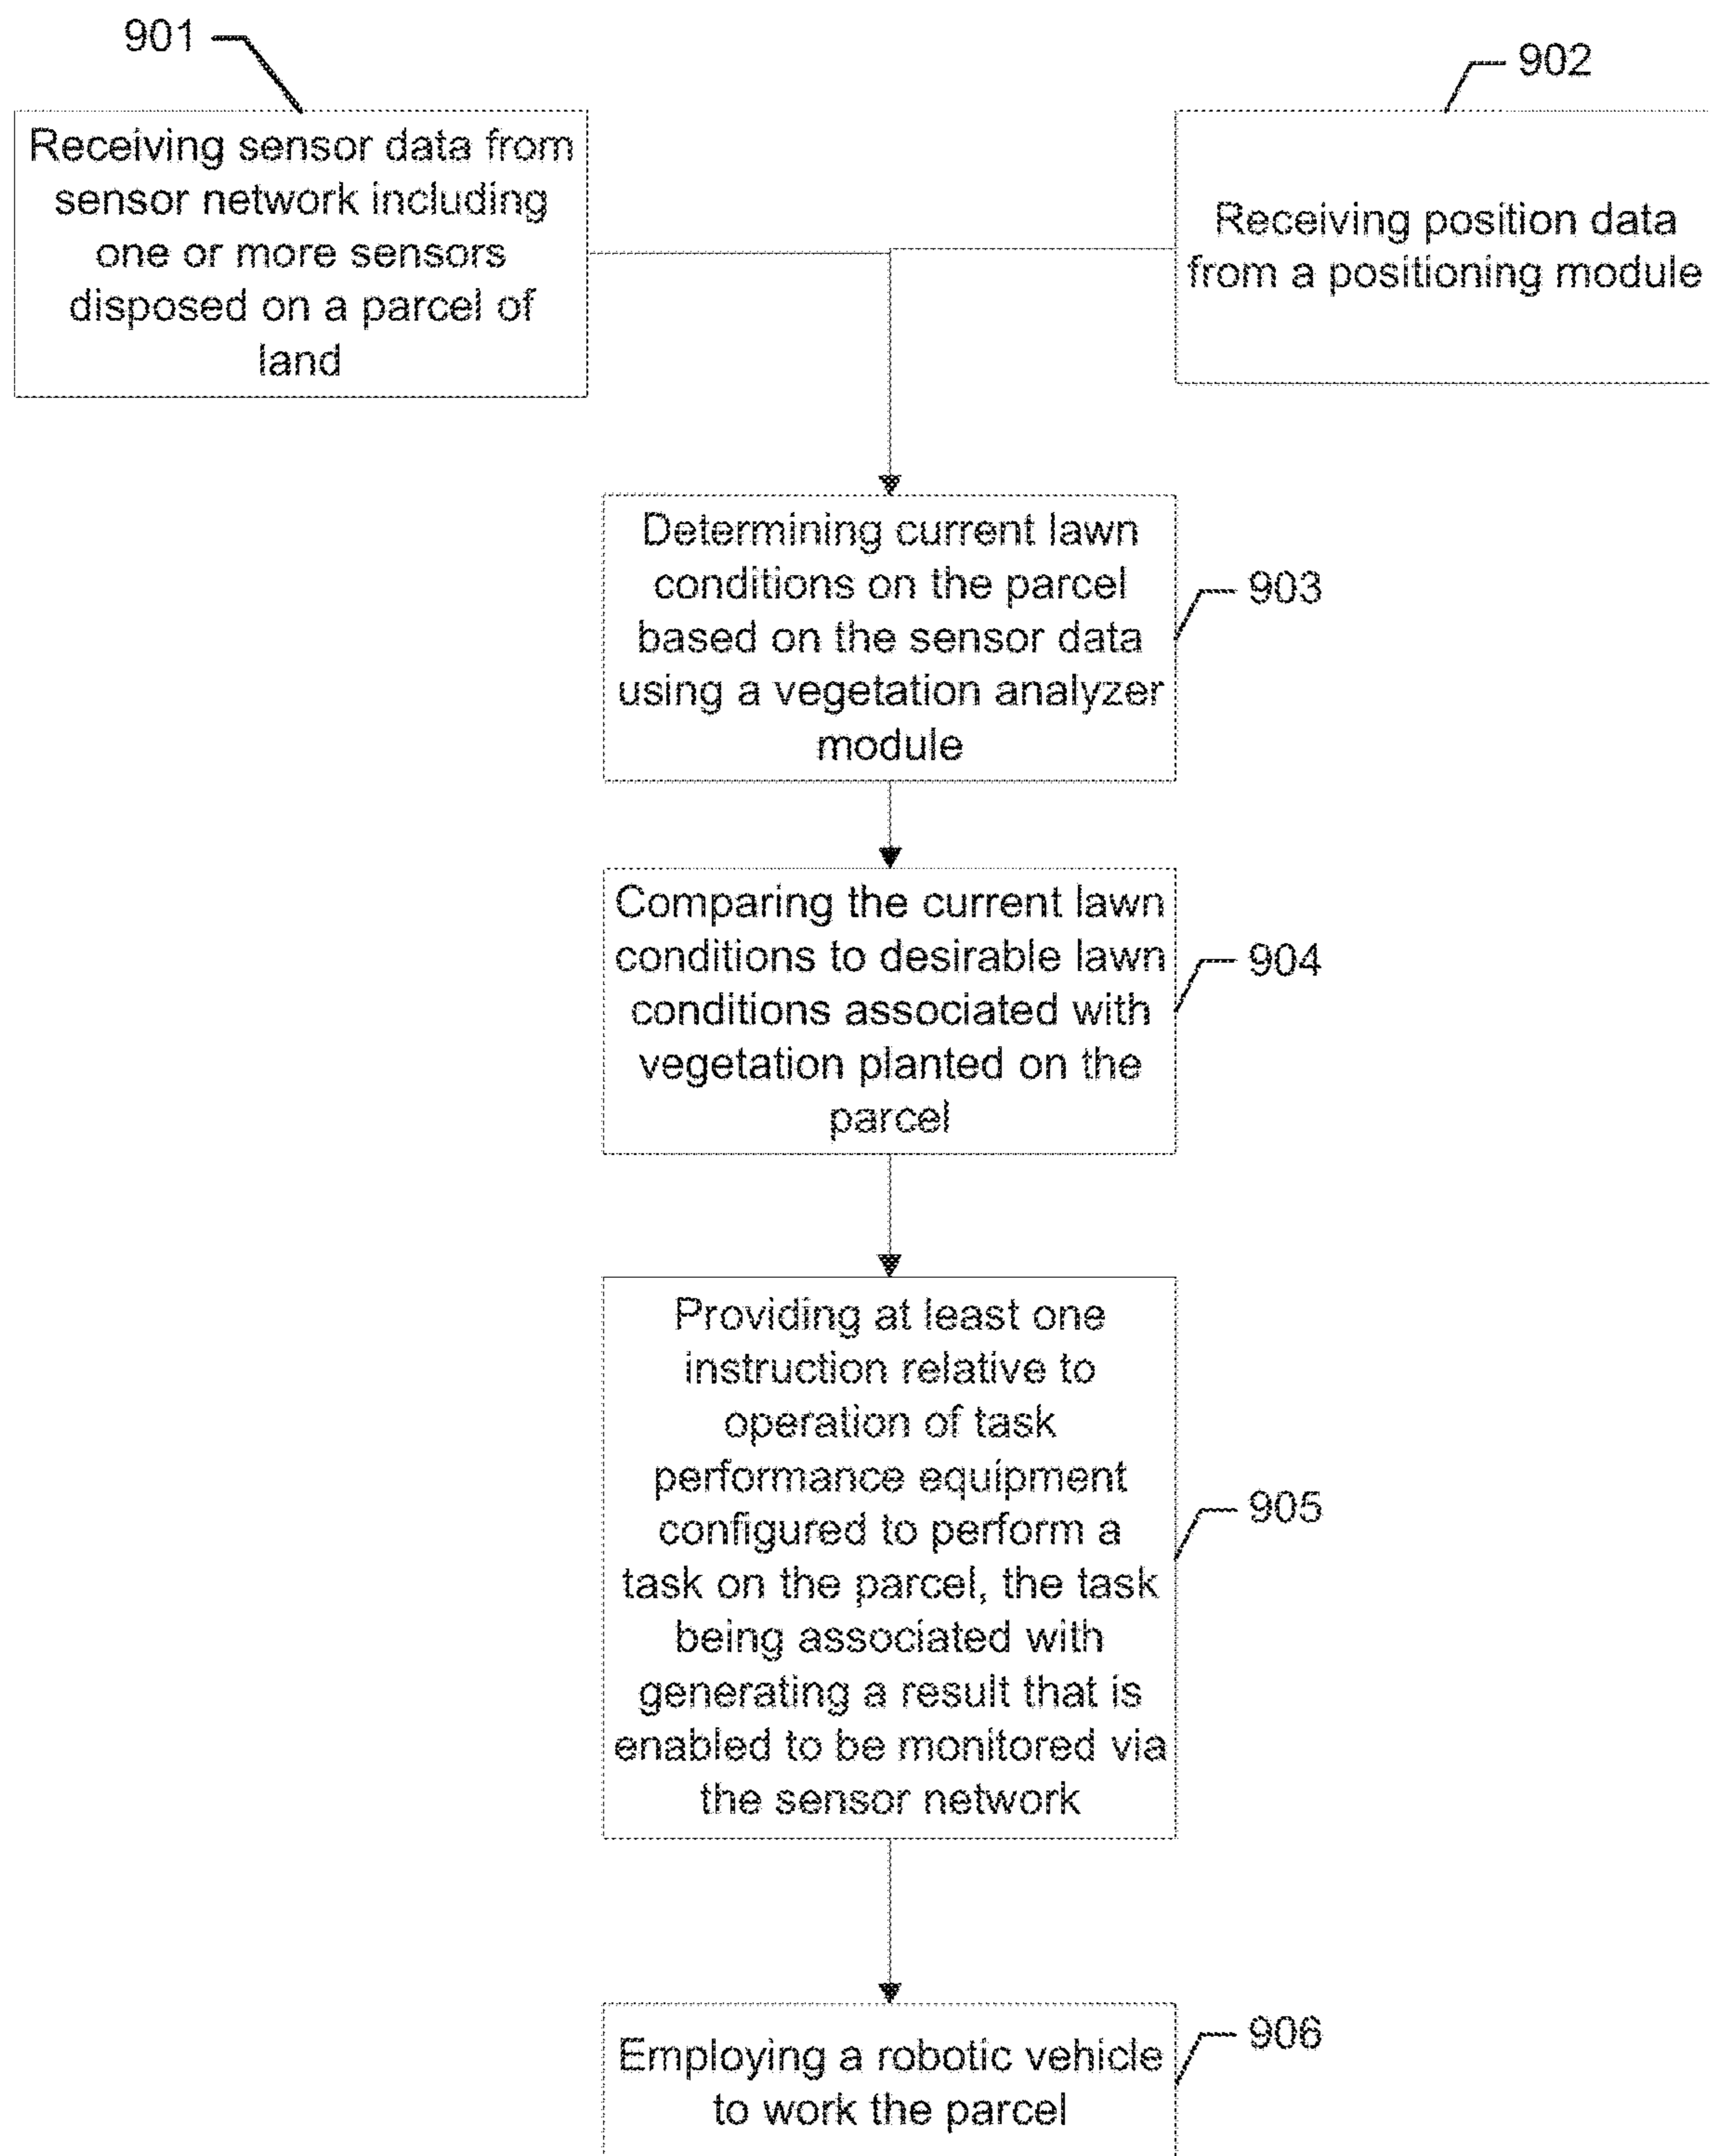 901
902
Receiving sensor data from
sensor network including
one or more sensors
disposed on a parcel of
land
Receiving position data
from a positioning module
Determining current lawn
conditions on the parcel
based on the sensor data
using a vegetation analyzer
module
903
Comparing the current lawn
conditions to desirable lawn
conditions associated with
vegetation planted on the
parcel
904
Providing at least one
instruction relative to
operation of task
performance equipment
configured to perform a
task on the parcel, the task
being associated with
generating a result that is
enabled to be monitored via
the sensor network
905
Employing a robotic vehicle
to work the parcel
906